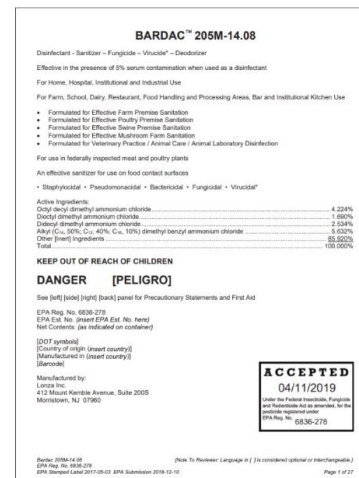 BARDAC™ 205M-14.08
Disinfectant - Sanitizer – Fungicide – Virucide* – Deodorizer
Effective in the presence of 5% serum contamination when used as a disinfectant
For Home, Hospital, Institutional and Industrial Use
For Farm, School, Dairy, Restaurant, Food Handling and Processing Areas, Bar and Institutional Kitchen Use
• Formulated for Effective Farm Premise Sanitation
• Formulated for Effective Poultry Premise Sanitation
• Formulated for Effective Swine Premise Sanitation
• Formulated for Effective Mushroom Farm Sanitation
• Formulated for Veterinary Practice / Animal Care / Animal Laboratory Disinfection
For use in federally inspected meat and poultry plants
An effective sanitizer for use on food contact surfaces
• Staphylocidal • Pseudomonacidal • Bactericidal • Fungicidal • Virucidal*
Active Ingredients:
Octyl decyl dimethyl ammonium chloride 4.224%
Dioctyl dimethyl ammonium chloride 1.690%
Didecyl dimethyl ammonium chloride 2.534%
Alkyl (C14, 50%; C12, 40%; C16, 10%) dimethyl benzyl ammonium chloride 5.632%
Other [Inert] Ingredients 85.920%
Total 100.000%
KEEP OUT OF REACH OF CHILDREN
DANGER [PELIGRO]
See [left] [side] [right] [back] panel for Precautionary Statements and First Aid
EPA Reg. No. 6836-278
EPA Est. No. (insert EPA Est. No. here)
Net Contents: (as indicated on container)
[DOT symbols]
[Country of origin (insert country)]
[Manufactured in (insert country)]
[Barcode]
Manufactured by:
Lonza Inc.
412 Mount Kemble Avenue, Suite 200S
Morristown, NJ 07960
ACCEPTED
04/11/2019
Under the Federal Insecticide, Fungicide
and Rodenticide Act as amended, for the
pesticide registered under
EPA Reg. No. 6836-278
Bardac 205M-14.08 [Note To Reviewer: Language in [ ] is considered optional or interchangeable.]
EPA Reg. No. 6836-278
EPA Stamped Label 2017-05-03 EPA Submission 2018-12-10 Page 1 of 27